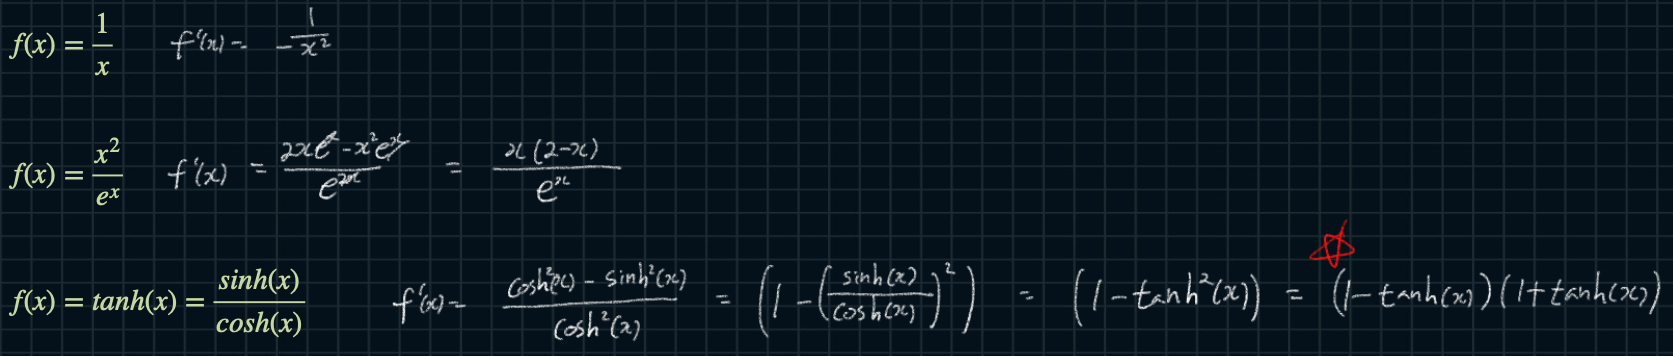 f(x) = 1/x    f'(x) = -1/x²
f(x) = x²/eˣ    f'(x) = (2xeˣ - x²eˣ)/e²ˣ = x(2-x)/eˣ
f(x) = tanh(x) = sinh(x)/cosh(x)    f'(x) = (cosh²(x) - sinh²(x))/cosh²(x) = (1 - (sinh(x)/cosh(x))²) = (1 - tanh²(x)) = (1 - tanh(x))(1 + tanh(x))